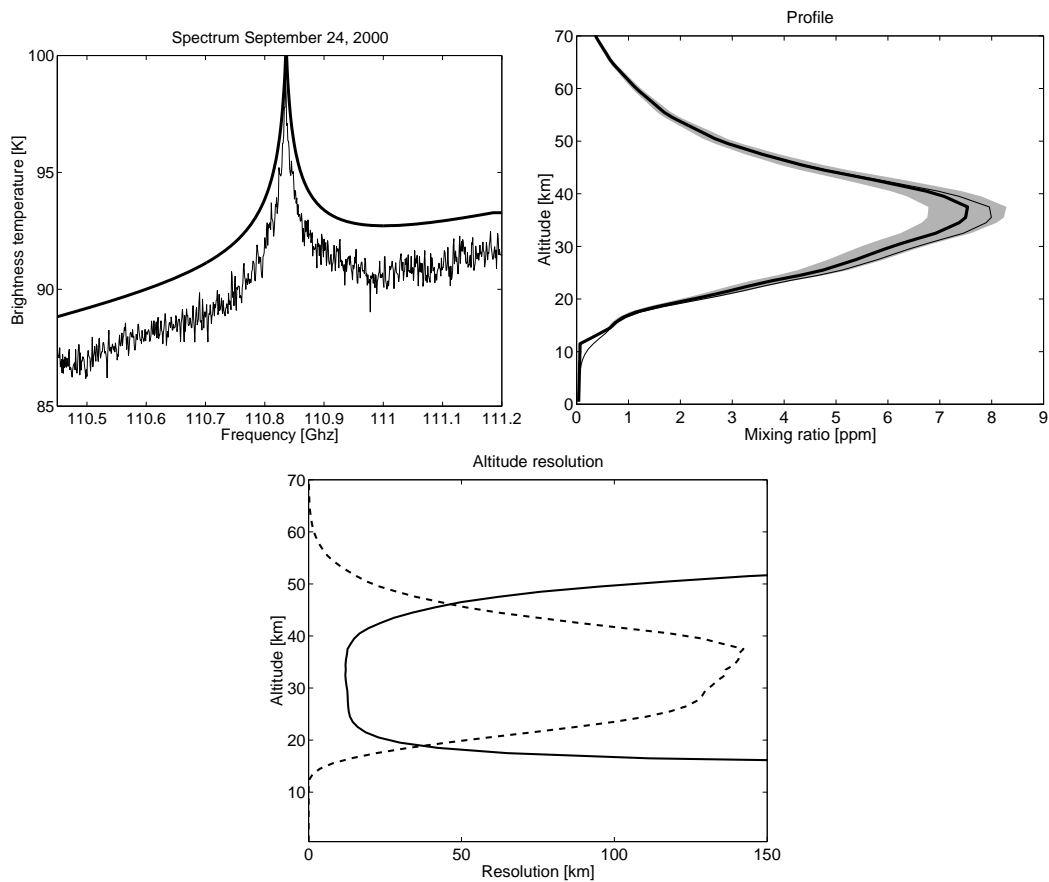 Spectrum September 24, 2000
100
95
90
85
Brightness temperature [K]
110.5 110.6 110.7 110.8 110.9 111 111.1 111.2
Frequency [Ghz]
Profile
70
60
50
40
30
20
10
0
Altitude [km]
0 1 2 3 4 5 6 7 8 9
Mixing ratio [ppm]
Altitude resolution
70
60
50
40
30
20
10
Altitude [km]
0 50 100 150
Resolution [km]